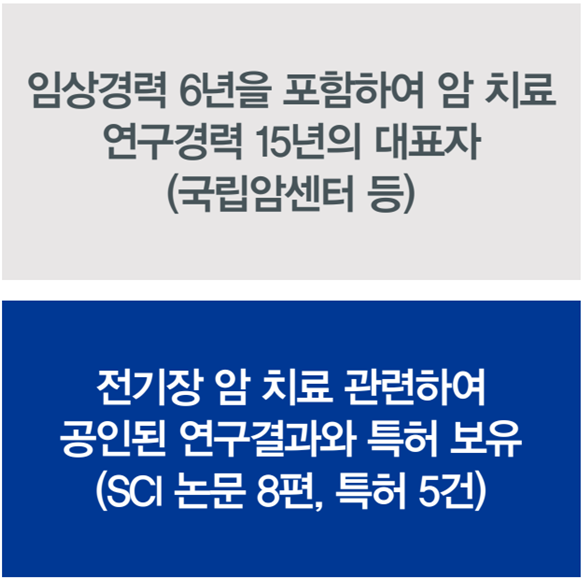 임상경력 6년을 포함하여 암 치료
연구경력 15년의 대표자
(국립암센터 등)
전기장 암 치료 관련하여
공인된 연구결과와 특허 보유
(SCI 논문 8편, 특허 5건)